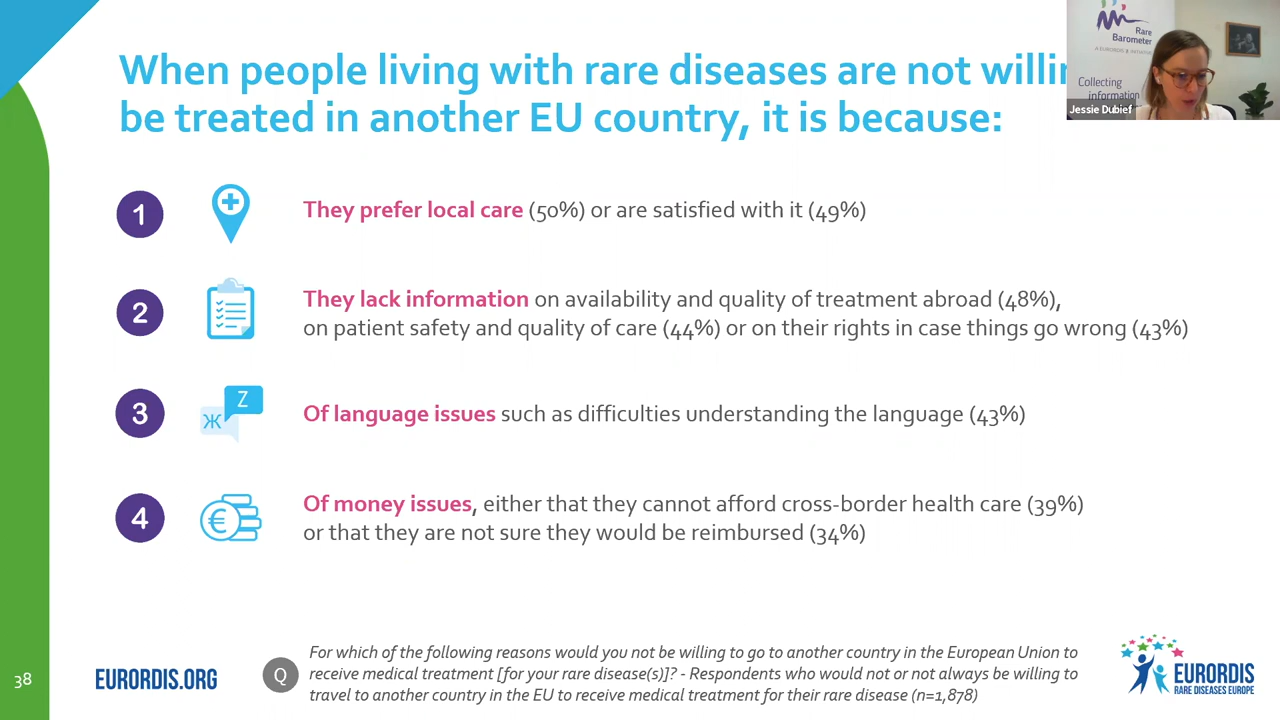 When people living with rare diseases are not
be treated in another EU country, it is because:
Rare
Barometer
A EURORDIS INITIATIVE
Collecting
information
Jessie Dubief
1
They prefer local care (50%) or are satisfied with it (49%)
2
They lack information on availability and quality of treatment abroad (48%),
on patient safety and quality of care (44%) or on their rights in case things go wrong (43%)
Z
Ж
3
Of language issues such as difficulties understanding the language (43%)
4
€
Of money issues, either that they cannot afford cross-border health care (39%)
or that they are not sure they would be reimbursed (34%)
38
EURORDIS.ORG
Q
For which of the following reasons would you not be willing to go to another country in the European Union to
receive medical treatment [for your rare disease(s)]? - Respondents who would not or not always be willing to
travel to another country in the EU to receive medical treatment for their rare disease (n=1,878)
EURORDIS
RARE DISEASES EUROPE